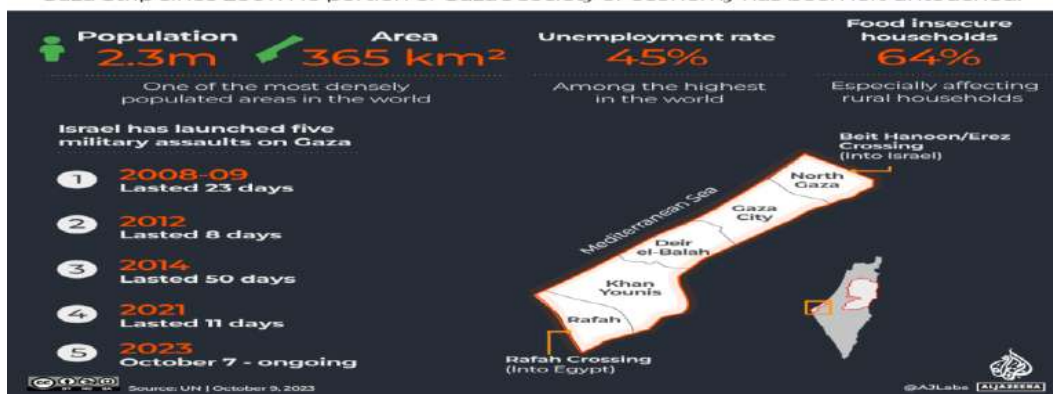 Population
2.3m
One of the most densely
populated areas in the world
Area
365 km²
Unemployment rate
45%
Among the highest
in the world
Food insecure
households
64%
Especially affecting
rural households
Israel has launched five
military assaults on Gaza
1 2008-09
Lasted 23 days
2 2012
Lasted 8 days
3 2014
Lasted 50 days
4 2021
Lasted 11 days
5 2023
October 7 - ongoing
Beit Hanoon/Erez
Crossing
(Into Israel)
North
Gaza
Gaza
City
Mediterranean Sea
Deir
el-Balah
Khan
Younis
Rafah
Rafah Crossing
(Into Egypt)
Source: UN | October 9, 2023
@AJLabs
ALJAZEERA